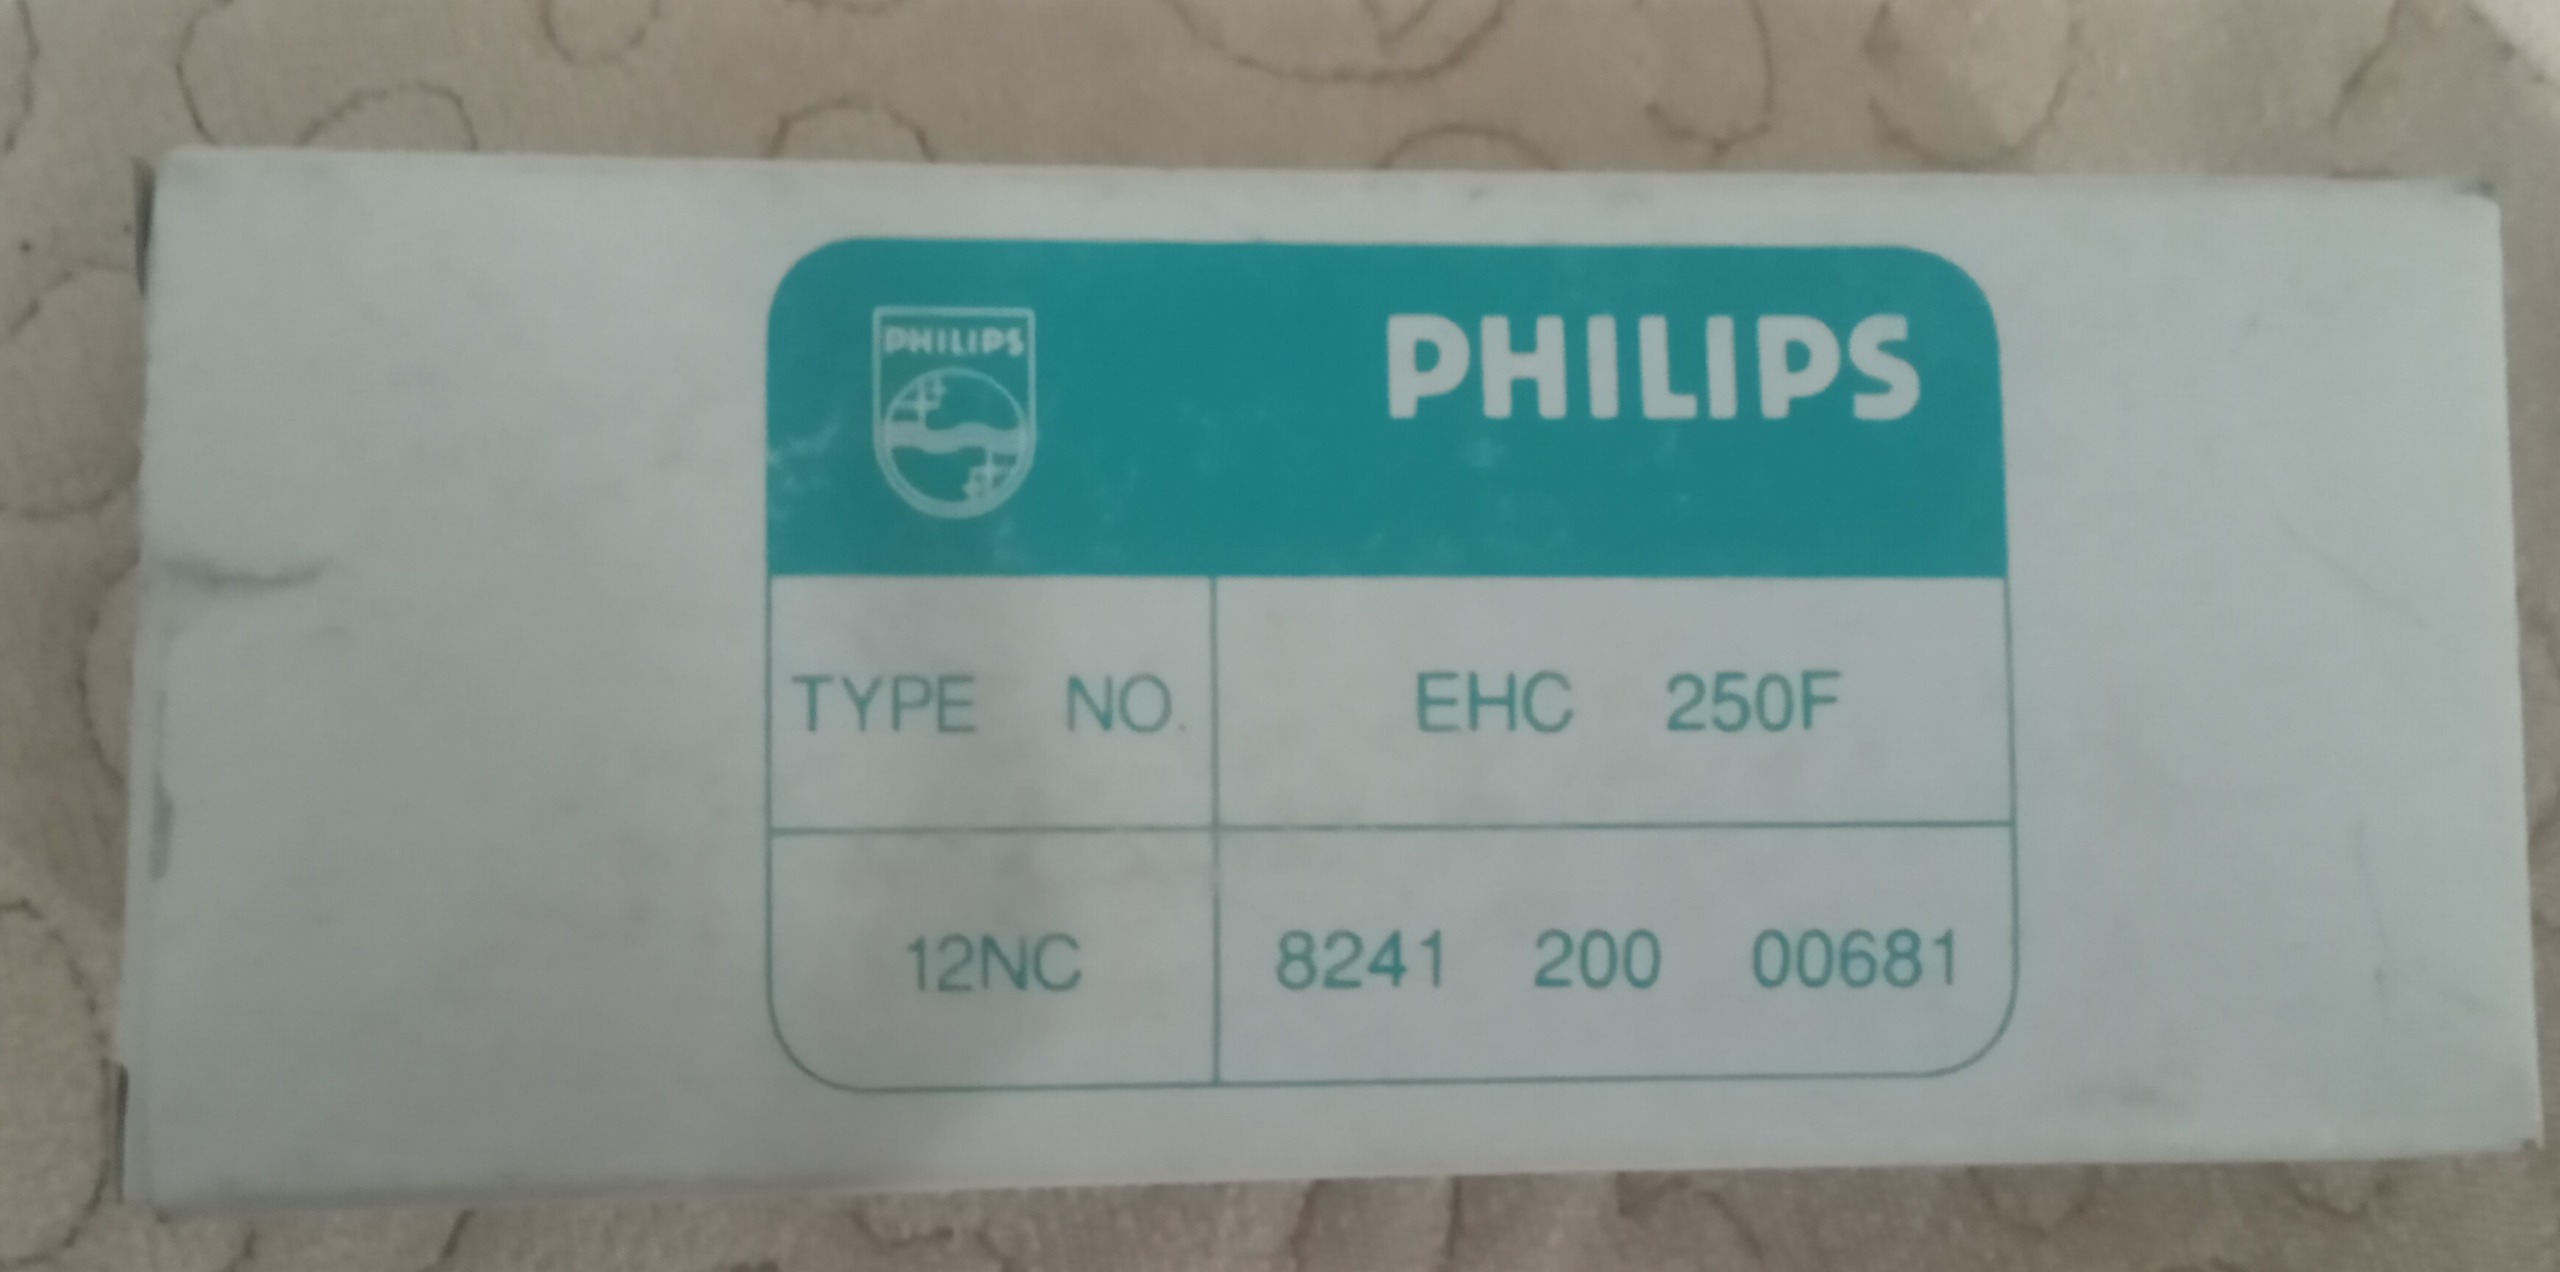 PHILIPS
PHILIPS
TYPE NO. EHC 250F
12NC 8241 200 00681